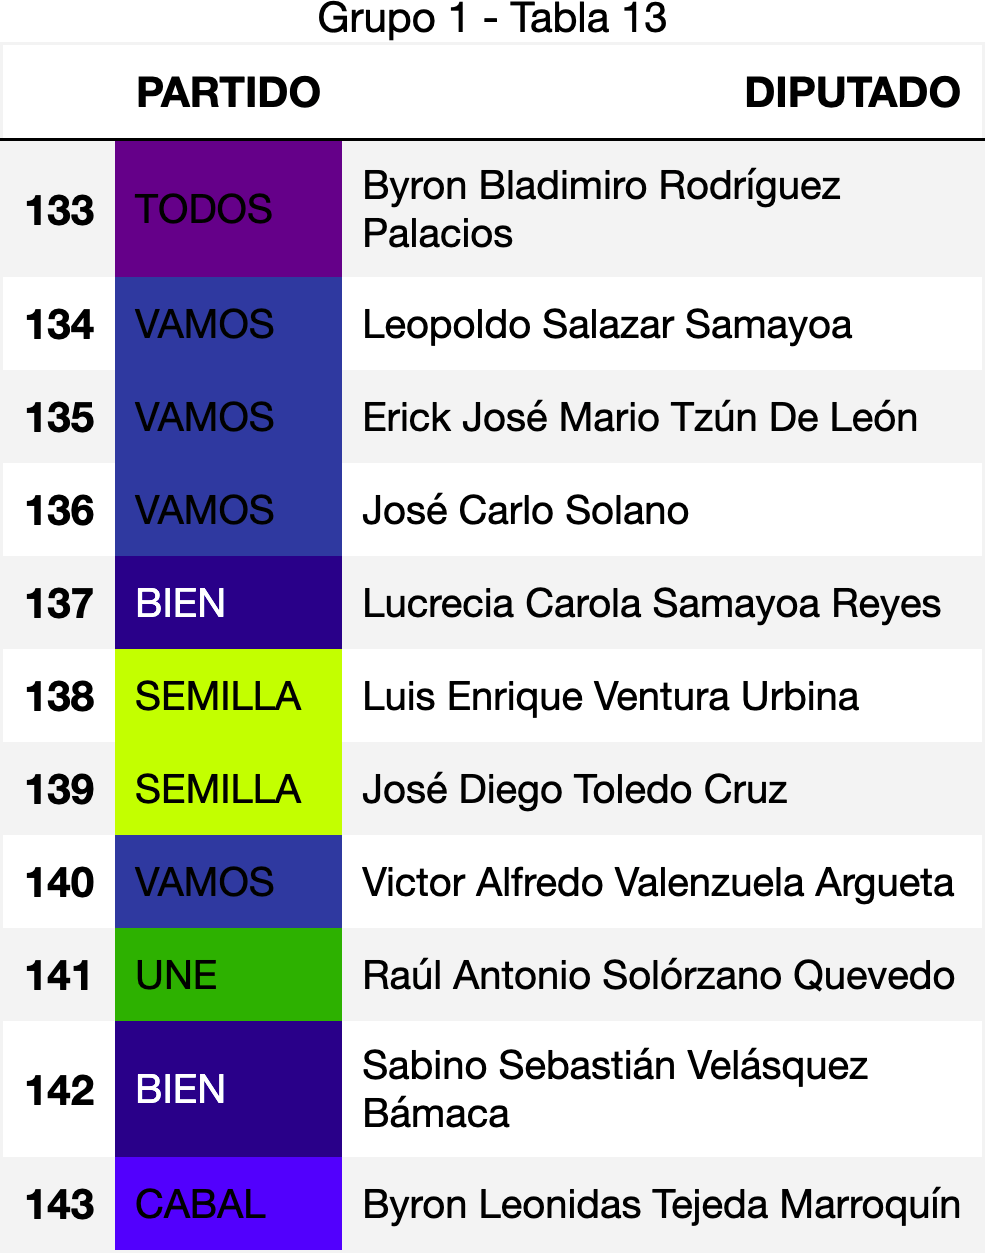 Grupo 1 - Tabla 13
PARTIDO DIPUTADO
133 TODOS Byron Bladimiro Rodríguez
Palacios
134 VAMOS Leopoldo Salazar Samayoa
135 VAMOS Erick José Mario Tzún De León
136 VAMOS José Carlo Solano
137 BIEN Lucrecia Carola Samayoa Reyes
138 SEMILLA Luis Enrique Ventura Urbina
139 SEMILLA José Diego Toledo Cruz
140 VAMOS Victor Alfredo Valenzuela Argueta
141 UNE Raúl Antonio Solórzano Quevedo
142 BIEN Sabino Sebastián Velásquez
Bámaca
143 CABAL Byron Leonidas Tejeda Marroquín